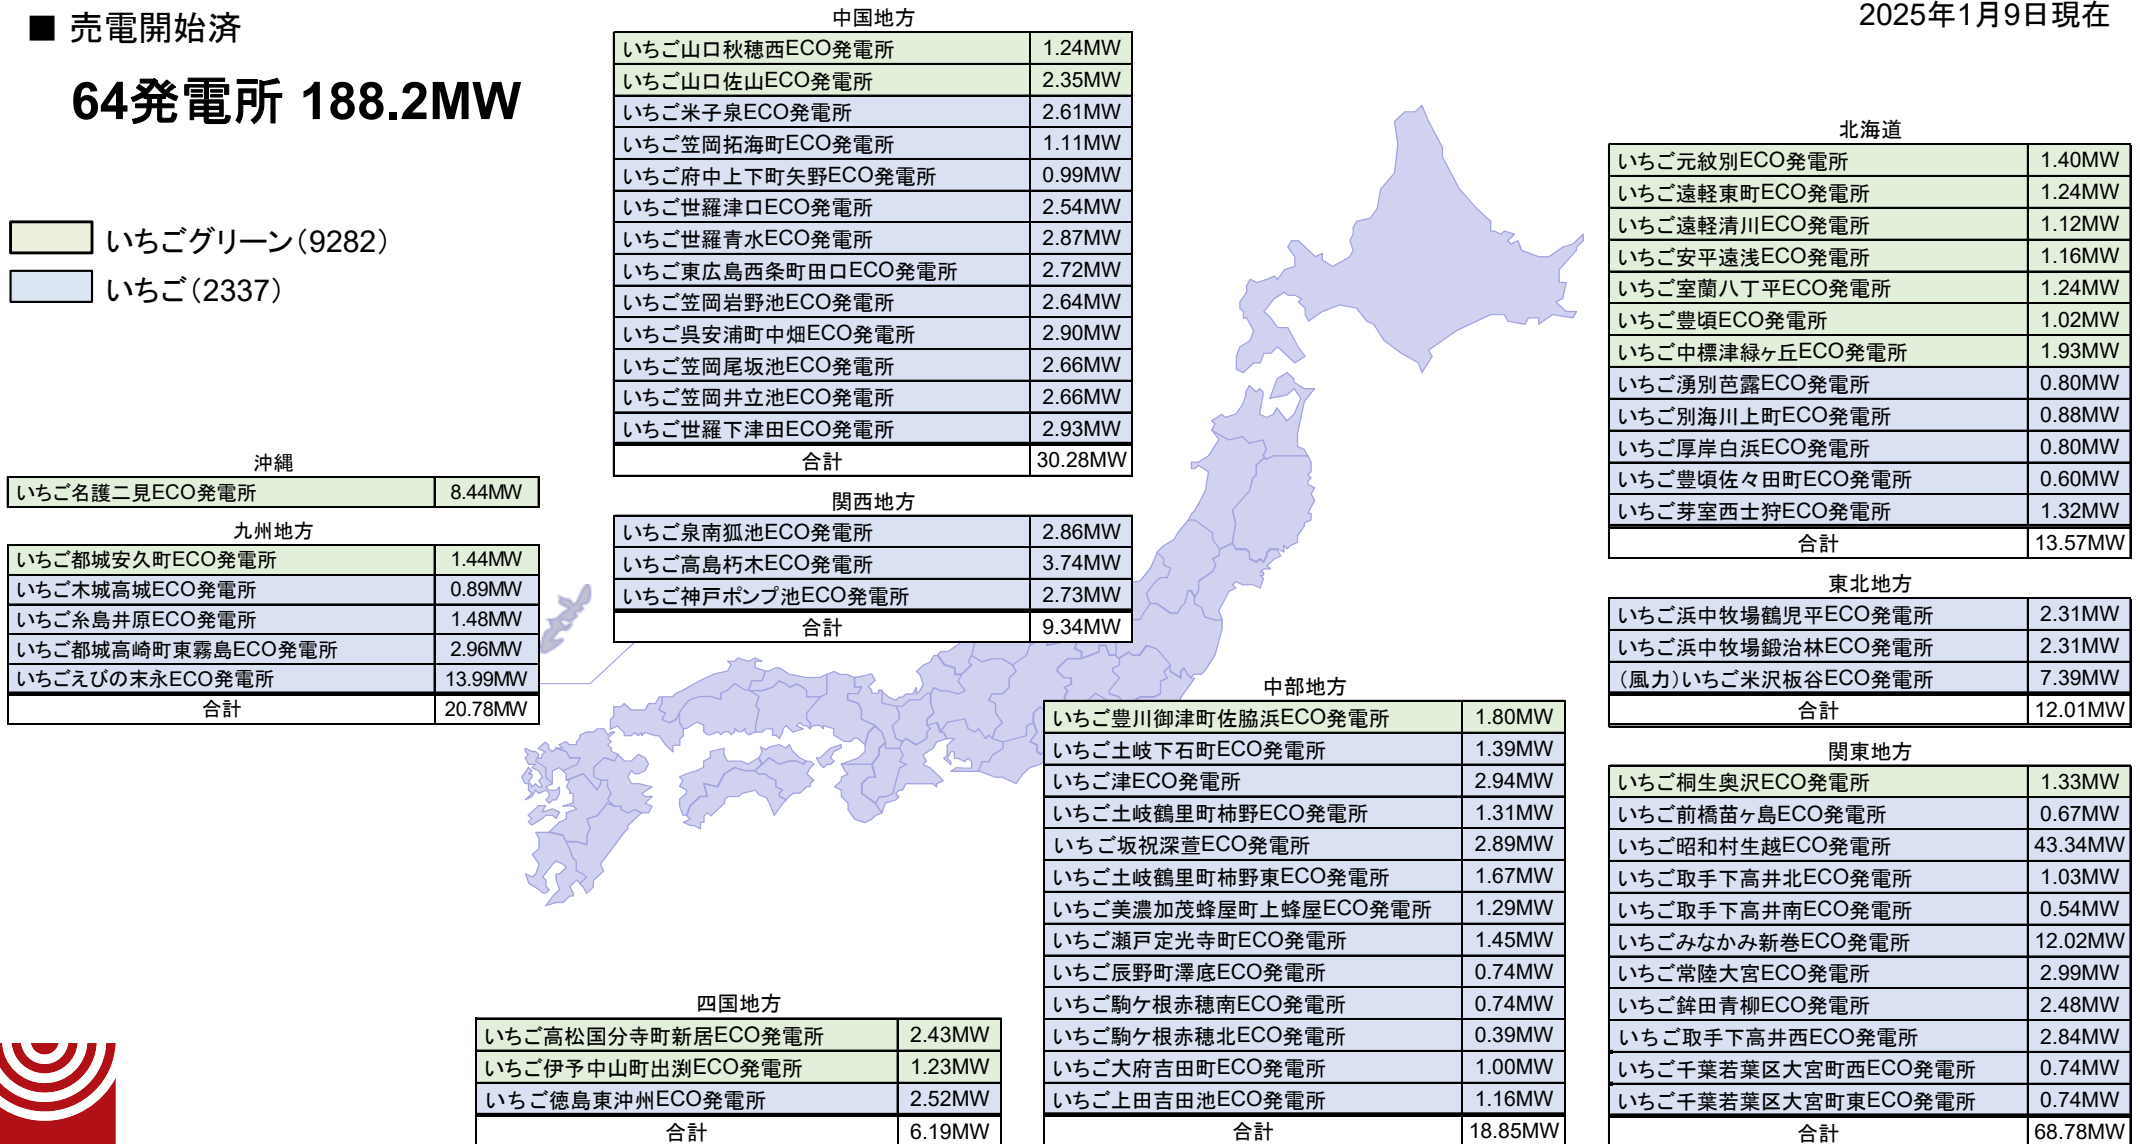 ■ 売電開始済
64発電所 188.2MW
2025年1月9日現在
いちごグリーン(9282)
いちご(2337)
沖縄
いちご名護二見ECO発電所 8.44MW
九州地方
いちご都城安久町ECO発電所 1.44MW
いちご木城高城ECO発電所 0.89MW
いちご糸島井原ECO発電所 1.48MW
いちご都城高崎町東霧島ECO発電所 2.96MW
いちごえびの末永ECO発電所 13.99MW
合計 20.78MW
中国地方
いちご山口秋穂西ECO発電所 1.24MW
いちご山口佐山ECO発電所 2.35MW
いちご米子泉ECO発電所 2.61MW
いちご笠岡拓海町ECO発電所 1.11MW
いちご府中上下町矢野ECO発電所 0.99MW
いちご世羅津口ECO発電所 2.54MW
いちご世羅青水ECO発電所 2.87MW
いちご東広島西条町田口ECO発電所 2.72MW
いちご笠岡岩野池ECO発電所 2.64MW
いちご呉安浦町中畑ECO発電所 2.90MW
いちご笠岡尾坂池ECO発電所 2.66MW
いちご笠岡井立池ECO発電所 2.66MW
いちご世羅下津田ECO発電所 2.93MW
合計 30.28MW
関西地方
いちご泉南狐池ECO発電所 2.86MW
いちご高島朽木ECO発電所 3.74MW
いちご神戸ポンプ池ECO発電所 2.73MW
合計 9.34MW
四国地方
いちご高松国分寺町新居ECO発電所 2.43MW
いちご伊予中山町出渕ECO発電所 1.23MW
いちご徳島東沖州ECO発電所 2.52MW
合計 6.19MW
中部地方
いちご豊川御津町佐脇浜ECO発電所 1.80MW
いちご土岐下石町ECO発電所 1.39MW
いちご津ECO発電所 2.94MW
いちご土岐鶴里町柿野ECO発電所 1.31MW
いちご坂祝深萱ECO発電所 2.89MW
いちご土岐鶴里町柿野東ECO発電所 1.67MW
いちご美濃加茂蜂屋町上蜂屋ECO発電所 1.29MW
いちご瀬戸定光寺町ECO発電所 1.45MW
いちご辰野町澤底ECO発電所 0.74MW
いちご駒ケ根赤穂南ECO発電所 0.74MW
いちご駒ケ根赤穂北ECO発電所 0.39MW
いちご大府吉田町ECO発電所 1.00MW
いちご上田吉田池ECO発電所 1.16MW
合計 18.85MW
北海道
いちご元紋別ECO発電所 1.40MW
いちご遠軽東町ECO発電所 1.24MW
いちご遠軽清川ECO発電所 1.12MW
いちご安平遠浅ECO発電所 1.16MW
いちご室蘭八丁平ECO発電所 1.24MW
いちご豊頃ECO発電所 1.02MW
いちご中標津緑ヶ丘ECO発電所 1.93MW
いちご湧別芭露ECO発電所 0.80MW
いちご別海川上町ECO発電所 0.88MW
いちご厚岸白浜ECO発電所 0.80MW
いちご豊頃佐々田町ECO発電所 0.60MW
いちご芽室西士狩ECO発電所 1.32MW
合計 13.57MW
東北地方
いちご浜中牧場鶴児平ECO発電所 2.31MW
いちご浜中牧場鍛治林ECO発電所 2.31MW
(風力)いちご米沢板谷ECO発電所 7.39MW
合計 12.01MW
関東地方
いちご桐生奥沢ECO発電所 1.33MW
いちご前橋苗ヶ島ECO発電所 0.67MW
いちご昭和村生越ECO発電所 43.34MW
いちご取手下高井北ECO発電所 1.03MW
いちご取手下高井南ECO発電所 0.54MW
いちごみなかみ新巻ECO発電所 12.02MW
いちご常陸大宮ECO発電所 2.99MW
いちご鉾田青柳ECO発電所 2.48MW
いちご取手下高井西ECO発電所 2.84MW
いちご千葉若葉区大宮町西ECO発電所 0.74MW
いちご千葉若葉区大宮町東ECO発電所 0.74MW
合計 68.78MW